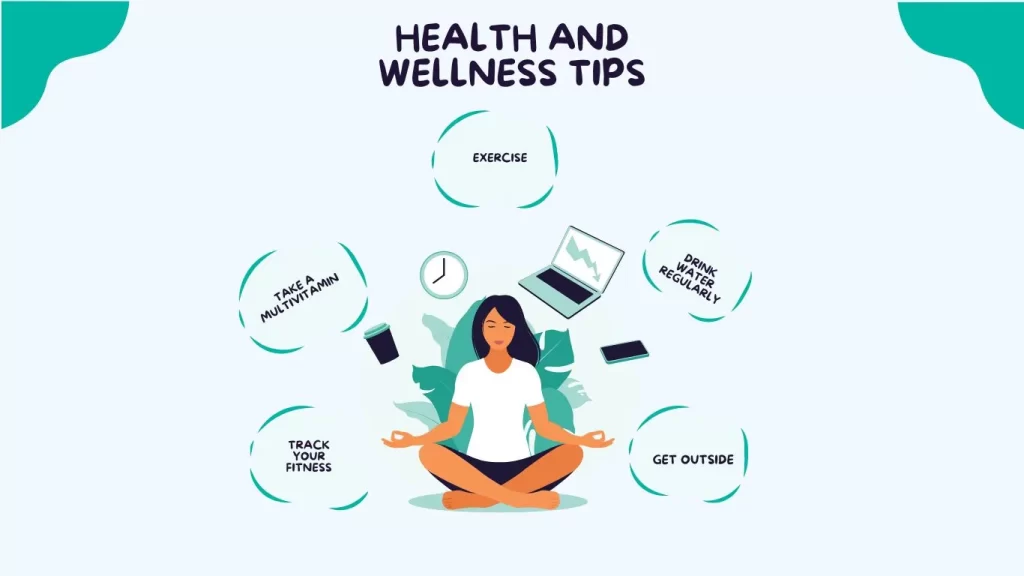 HEALTH AND
WELLNESS TIPS
EXERCISE
TAKE A
MULTIVITAMIN
DRINK
WATER
REGULARLY
TRACK
YOUR
FITNESS
GET OUTSIDE